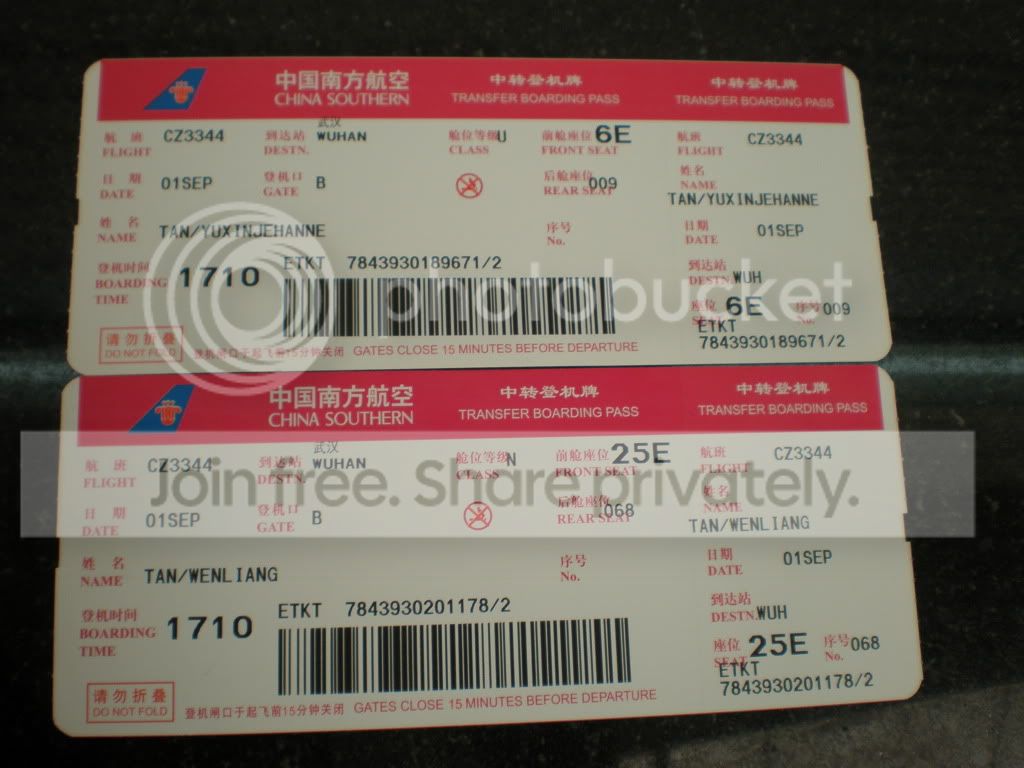 中国南方航空 中转登机牌 中转登机牌
CHINA SOUTHERN TRANSFER BOARDING PASS TRANSFER BOARDING PASS
航班 CZ3344 到达站 武汉 舱位等级 U 前舱座位 6E 航班 CZ3344
FLIGHT DESTN. WUHAN CLASS FRONT SEAT FLIGHT
日期 01SEP 登机口 B 后舱座位 009 姓名
DATE GATE REAR SEAT NAME
TAN/YUXINJEHANNE
姓名 TAN/YUXINJEHANNE 序号 日期 01SEP
NAME No. DATE
登机时间 1710 ETKT 7843930189671/2 到达站
BOARDING DESTN. WUH
TIME 座位 6E 序号 009
SEAT No.
ETKT
请勿折叠 7843930189671/2
DO NOT FOLD 登机闸口于起飞前15分钟关闭 GATES CLOSE 15 MINUTES BEFORE DEPARTURE
photobucket
中国南方航空 中转登机牌 中转登机牌
CHINA SOUTHERN TRANSFER BOARDING PASS TRANSFER BOARDING PASS
航班 CZ3344 到达站 武汉 舱位等级 N 前舱座位 25E 航班 CZ3344
FLIGHT DESTN. WUHAN CLASS FRONT SEAT FLIGHT
Join free. Share privately.
日期 01SEP 登机口 B 后舱座位 068 姓名
DATE GATE REAR SEAT NAME
TAN/WENLIANG
姓名 TAN/WENLIANG 序号 日期 01SEP
NAME No. DATE
登机时间 1710 ETKT 7843930201178/2 到达站
BOARDING DESTN. WUH
TIME 座位 25E 序号 068
SEAT No.
ETKT
请勿折叠 7843930201178/2
DO NOT FOLD 登机闸口于起飞前15分钟关闭 GATES CLOSE 15 MINUTES BEFORE DEPARTURE